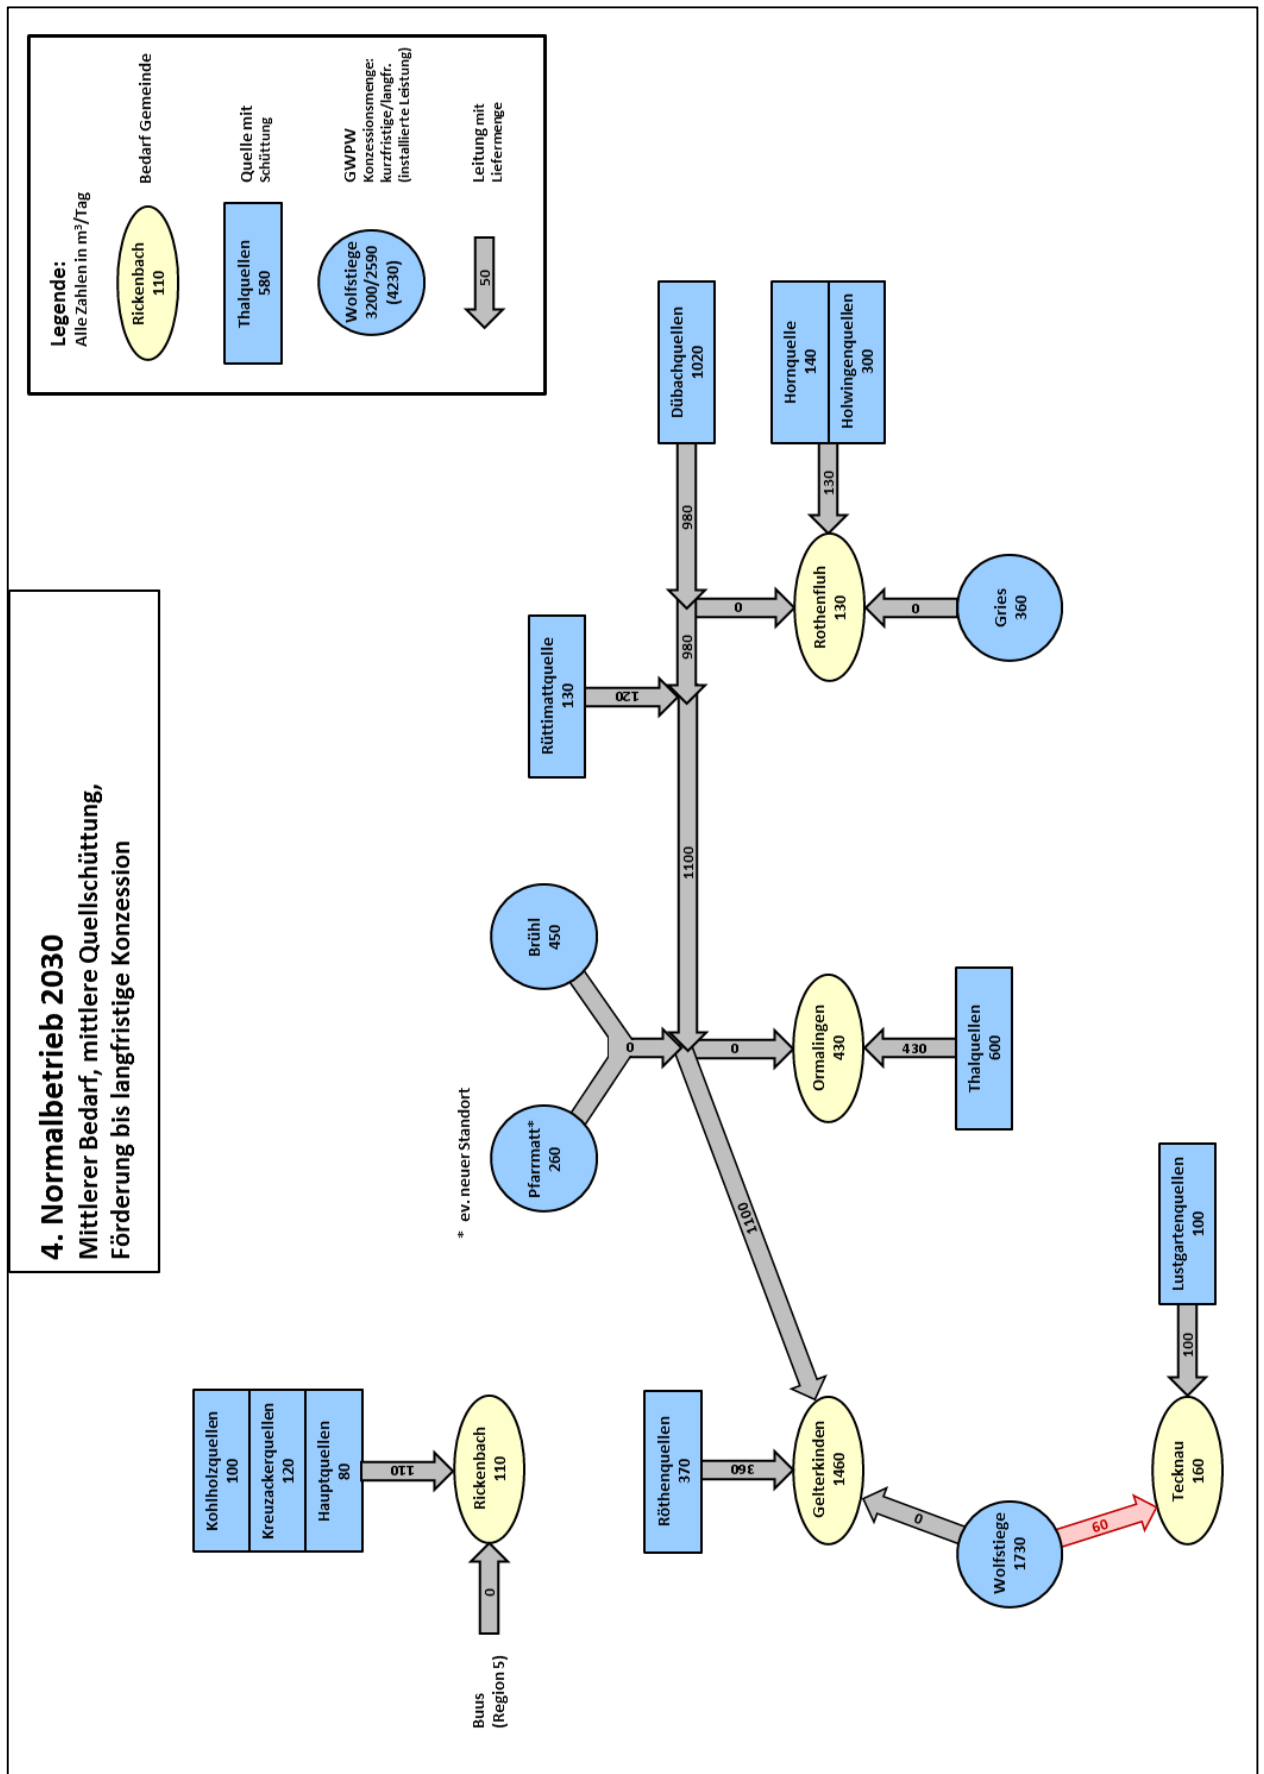 4. Normalbetrieb 2030
Mittlerer Bedarf, mittlere Quellschüttung,
Förderung bis langfristige Konzession
Legende:
Alle Zahlen in m³/Tag
Rickenbach
110
Bedarf Gemeinde
Thalquellen
580
Quelle mit
Schüttung
Wolfstiege
3200/2590
(4230)
GWPW
Konzessionsmenge:
kurzfristige/langfr.
(installierte Leistung)
50
Leitung mit
Liefermenge
Kohlholzquellen
100
Kreuzackerquellen
120
Hauptquellen
80
110
Rickenbach
110
0
Buus
(Region 5)
Pfarrmatt*
260
Brühl
450
0
* ev. neuer Standort
Rüttimattquelle
130
120
Dübachquellen
1020
980
980
1100
1100
0
0
Röthenquellen
370
360
Gelterkinden
1460
0
Wolfstiege
1730
60
Tecknau
160
100
Lustgartenquellen
100
Ormalingen
430
430
Thalquellen
600
Hornquelle
140
Holwingenquellen
300
130
Rothenfluh
130
0
Gries
360